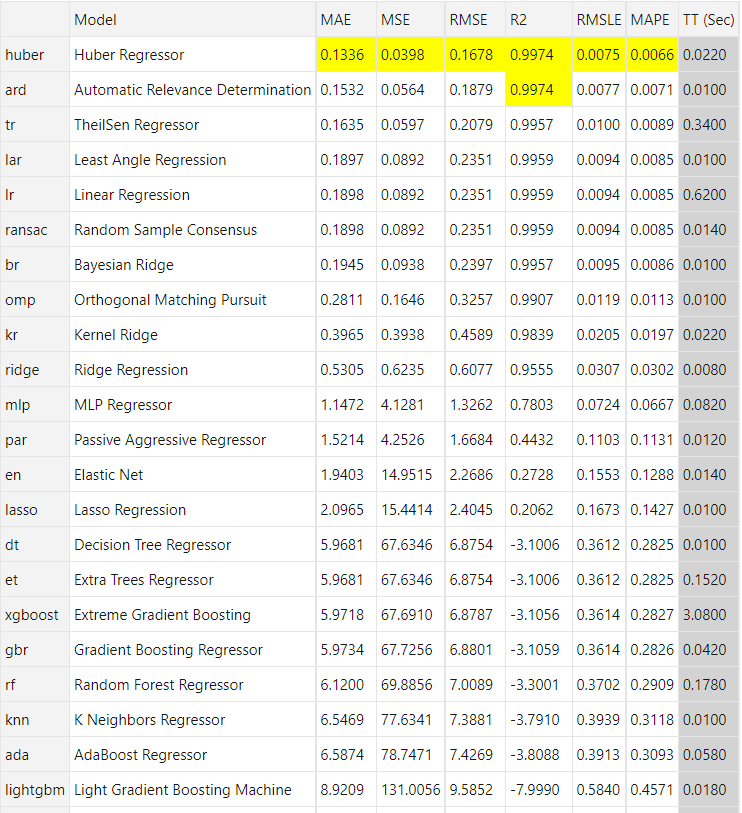 Model MAE MSE RMSE R2 RMSLE MAPE TT (Sec)
huber Huber Regressor 0.1336 0.0398 0.1678 0.9974 0.0075 0.0066 0.0220
ard Automatic Relevance Determination 0.1532 0.0564 0.1879 0.9974 0.0077 0.0071 0.0100
tr TheilSen Regressor 0.1635 0.0597 0.2079 0.9957 0.0100 0.0089 0.3400
lar Least Angle Regression 0.1897 0.0892 0.2351 0.9959 0.0094 0.0085 0.0100
lr Linear Regression 0.1898 0.0892 0.2351 0.9959 0.0094 0.0085 0.6200
ransac Random Sample Consensus 0.1898 0.0892 0.2351 0.9959 0.0094 0.0085 0.0140
br Bayesian Ridge 0.1945 0.0938 0.2397 0.9957 0.0095 0.0086 0.0100
omp Orthogonal Matching Pursuit 0.2811 0.1646 0.3257 0.9907 0.0119 0.0113 0.0100
kr Kernel Ridge 0.3965 0.3938 0.4589 0.9839 0.0205 0.0197 0.0220
ridge Ridge Regression 0.5305 0.6235 0.6077 0.9555 0.0307 0.0302 0.0080
mlp MLP Regressor 1.1472 4.1281 1.3262 0.7803 0.0724 0.0667 0.0820
par Passive Aggressive Regressor 1.5214 4.2526 1.6684 0.4432 0.1103 0.1131 0.0120
en Elastic Net 1.9403 14.9515 2.2686 0.2728 0.1553 0.1288 0.0140
lasso Lasso Regression 2.0965 15.4414 2.4045 0.2062 0.1673 0.1427 0.0100
dt Decision Tree Regressor 5.9681 67.6346 6.8754 -3.1006 0.3612 0.2825 0.0100
et Extra Trees Regressor 5.9681 67.6346 6.8754 -3.1006 0.3612 0.2825 0.1520
xgboost Extreme Gradient Boosting 5.9718 67.6910 6.8787 -3.1056 0.3614 0.2827 3.0800
gbr Gradient Boosting Regressor 5.9734 67.7256 6.8801 -3.1059 0.3614 0.2826 0.0420
rf Random Forest Regressor 6.1200 69.8856 7.0089 -3.3001 0.3702 0.2909 0.1780
knn K Neighbors Regressor 6.5469 77.6341 7.3881 -3.7910 0.3939 0.3118 0.0100
ada AdaBoost Regressor 6.5874 78.7471 7.4269 -3.8088 0.3913 0.3093 0.0580
lightgbm Light Gradient Boosting Machine 8.9209 131.0056 9.5852 -7.9990 0.5840 0.4571 0.0180